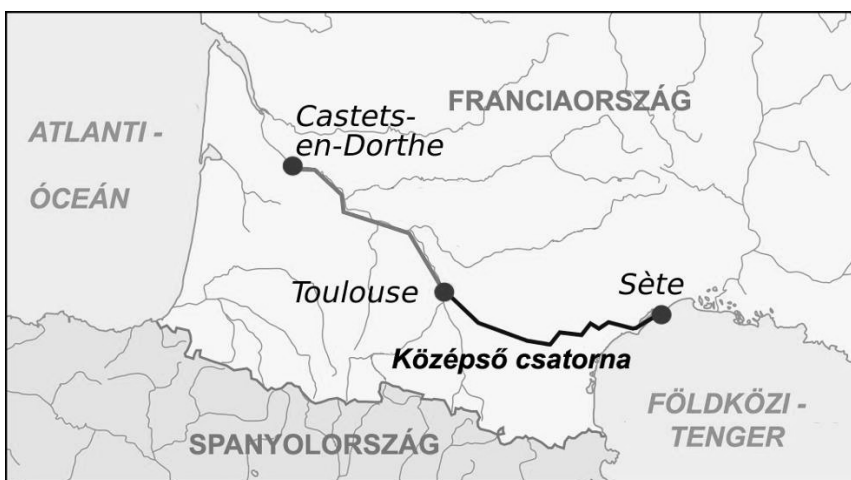 FRANCIAORSZÁG
Castets-
en-Dorthe
ATLANTI -
ÓCEÁN
Toulouse
Sète
Középső csatorna
FÖLDKÖZI -
TENGER
SPANYOLORSZÁG